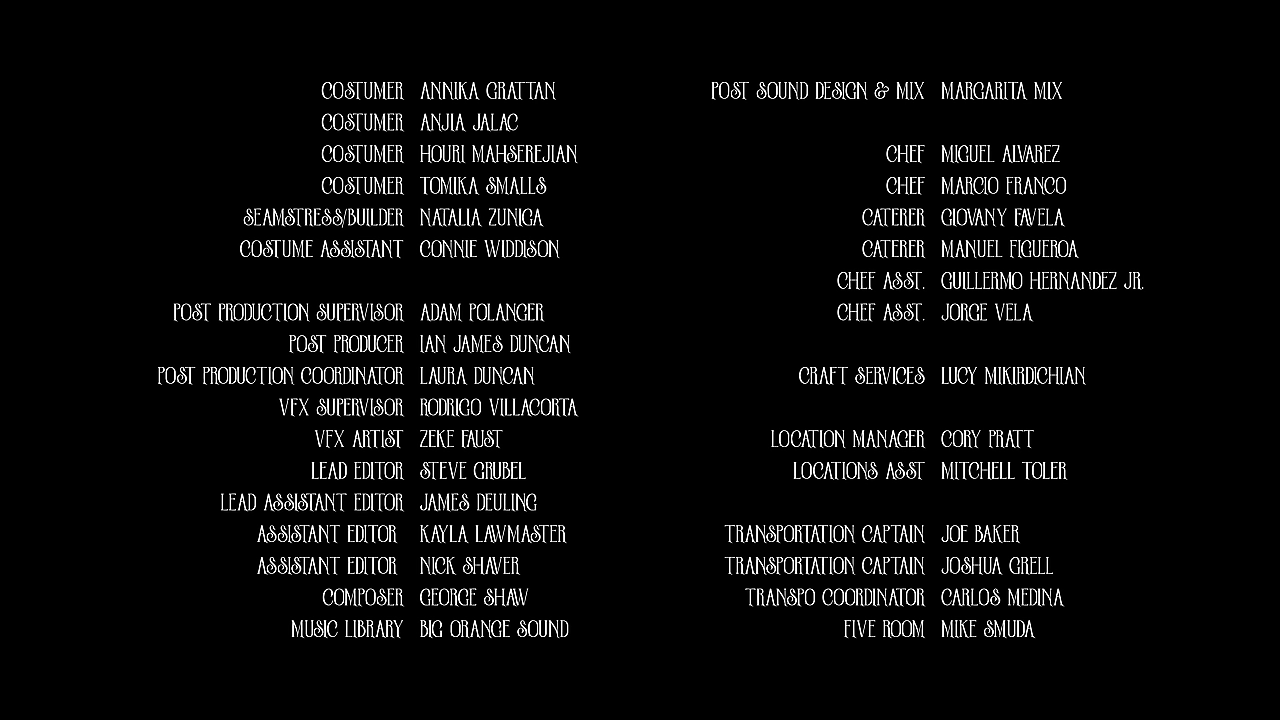 COSTUMER ANNIKA GRATTAN
COSTUMER ANJIA JALAC
COSTUMER HOURI MAHSEREJIAN
COSTUMER TOMIKA SMALLS
SEAMSTRESS/BUILDER NATALIA ZUNIGA
COSTUME ASSISTANT CONNIE WIDDISON
POST PRODUCTION SUPERVISOR ADAM POLANGER
POST PRODUCER IAN JAMES DUNCAN
POST PRODUCTION COORDINATOR LAURA DUNCAN
VFX SUPERVISOR RODRIGO VILLACORTA
VFX ARTIST ZEKE FAUST
LEAD EDITOR STEVE GRUBEL
LEAD ASSISTANT EDITOR JAMES DEULING
ASSISTANT EDITOR KAYLA LAWMASTER
ASSISTANT EDITOR NICK SHAVER
COMPOSER GEORGE SHAW
MUSIC LIBRARY BIG ORANGE SOUND
POST SOUND DESIGN & MIX MARGARITA MIX
CHEF MIGUEL ALVAREZ
CHEF MARCIO FRANCO
CATERER GIOVANY FAVELA
CATERER MANUEL FIGUEROA
CHEF ASST. GUILLERMO HERNANDEZ JR.
CHEF ASST. JORGE VELA
CRAFT SERVICES LUCY MIKIRDICHIAN
LOCATION MANAGER CORY PRATT
LOCATIONS ASST MITCHELL TOLER
TRANSPORTATION CAPTAIN JOE BAKER
TRANSPORTATION CAPTAIN JOSHUA GRELL
TRANSPO COORDINATOR CARLOS MEDINA
FIVE ROOM MIKE SMUDA